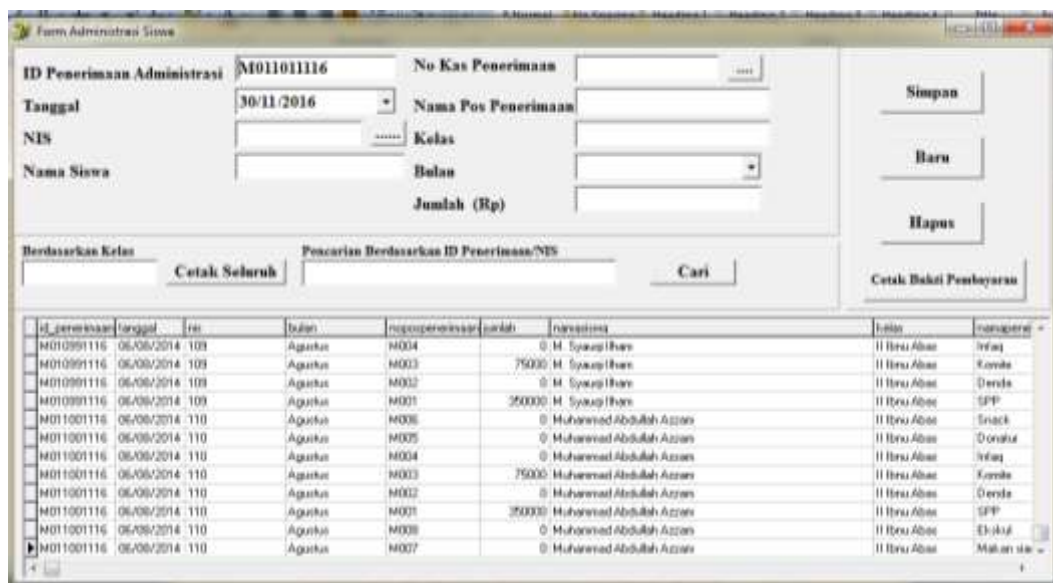 Form Administrasi Siswa
ID Penerimaan Administrasi M011011116 No Kas Penerimaan ....
Simpan
Tanggal 30/11/2016 Nama Pos Penerimaan
NIS ...... Kelas
Baru
Nama Siswa Bulan
Jumlah (Rp)
Hapus
Berdasarkan Kelas Pencarian Berdasarkan ID Penerimaan/NIS
Cetak Seluruh Cari Cetak Bukti Pembayaran
id_penerimaan tanggal nis bulan nopospenerimaan jumlah namasiswa kelas namapene
M010991116 06/08/2014 109 Agustus M004 0 M. Syauqi Ilham II Ibnu Abas Infaq
M010991116 06/08/2014 109 Agustus M003 75000 M. Syauqi Ilham II Ibnu Abas Komite
M010991116 06/08/2014 109 Agustus M002 0 M. Syauqi Ilham II Ibnu Abas Denda
M010991116 06/08/2014 109 Agustus M001 350000 M. Syauqi Ilham II Ibnu Abas SPP
M011001116 06/08/2014 110 Agustus M006 0 Muhammad Abdullah Azzam II Ibnu Abas Snack
M011001116 06/08/2014 110 Agustus M005 0 Muhammad Abdullah Azzam II Ibnu Abas Donatur
M011001116 06/08/2014 110 Agustus M004 0 Muhammad Abdullah Azzam II Ibnu Abas Infaq
M011001116 06/08/2014 110 Agustus M003 75000 Muhammad Abdullah Azzam II Ibnu Abas Komite
M011001116 06/08/2014 110 Agustus M002 0 Muhammad Abdullah Azzam II Ibnu Abas Denda
M011001116 06/08/2014 110 Agustus M001 350000 Muhammad Abdullah Azzam II Ibnu Abas SPP
M011001116 06/08/2014 110 Agustus M008 0 Muhammad Abdullah Azzam II Ibnu Abas Ekskul
M011001116 06/08/2014 110 Agustus M007 0 Muhammad Abdullah Azzam II Ibnu Abas Makan sia